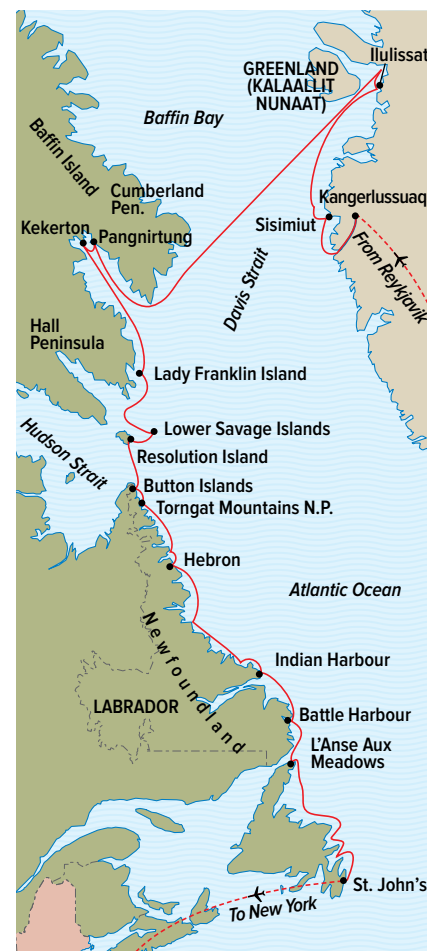 Ilulissat
GREENLAND
(KALAALLIT
NUNAAT)
Baffin Bay
Baffin Island
Cumberland
Pen.
Kangerlussuaq
Sisimiut
Kekerton
Pangnirtung
From Reykjavik
Davis Strait
Hall
Peninsula
Lady Franklin Island
Lower Savage Islands
Hudson Strait
Resolution Island
Button Islands
Torngat Mountains N.P.
Hebron
Atlantic Ocean
Newfoundland
Indian Harbour
LABRADOR
Battle Harbour
L'Anse Aux
Meadows
St. John's
To New York